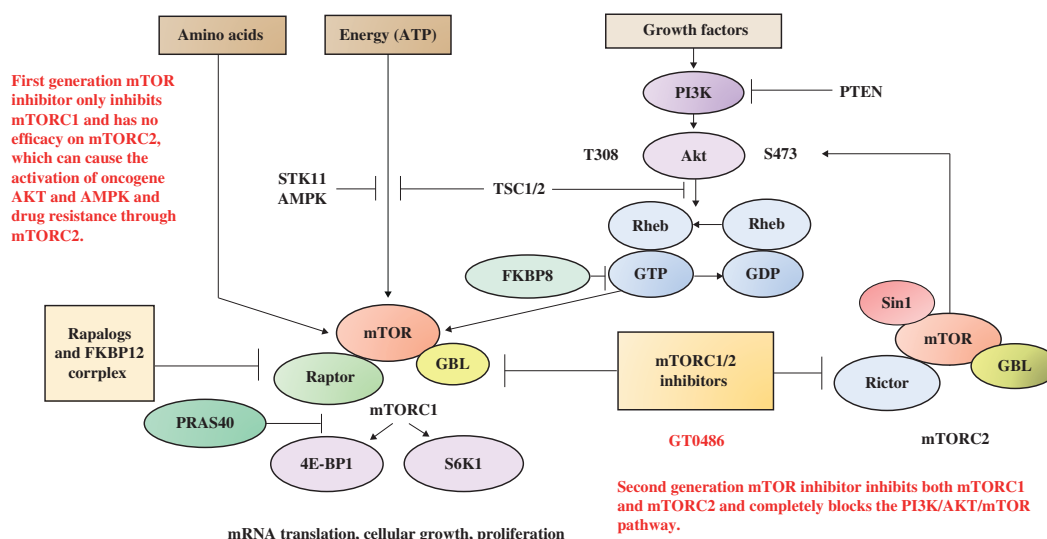 Amino acids
Energy (ATP)
Growth factors
First generation mTOR
inhibitor only inhibits
mTORC1 and has no
efficacy on mTORC2,
which can cause the
activation of oncogene
AKT and AMPK and
drug resistance through
mTORC2.
PI3K
PTEN
T308
Akt
S473
STK11
AMPK
TSC1/2
Rheb
Rheb
FKBP8
GTP
GDP
Sin1
mTOR
GBL
Rictor
mTORC2
Rapalogs
and FKBP12
corrplex
mTOR
Raptor
GBL
mTORC1/2
inhibitors
PRAS40
mTORC1
4E-BP1
S6K1
GT0486
Second generation mTOR inhibitor inhibits both mTORC1
and mTORC2 and completely blocks the PI3K/AKT/mTOR
pathway.
mRNA translation, cellular growth, proliferation